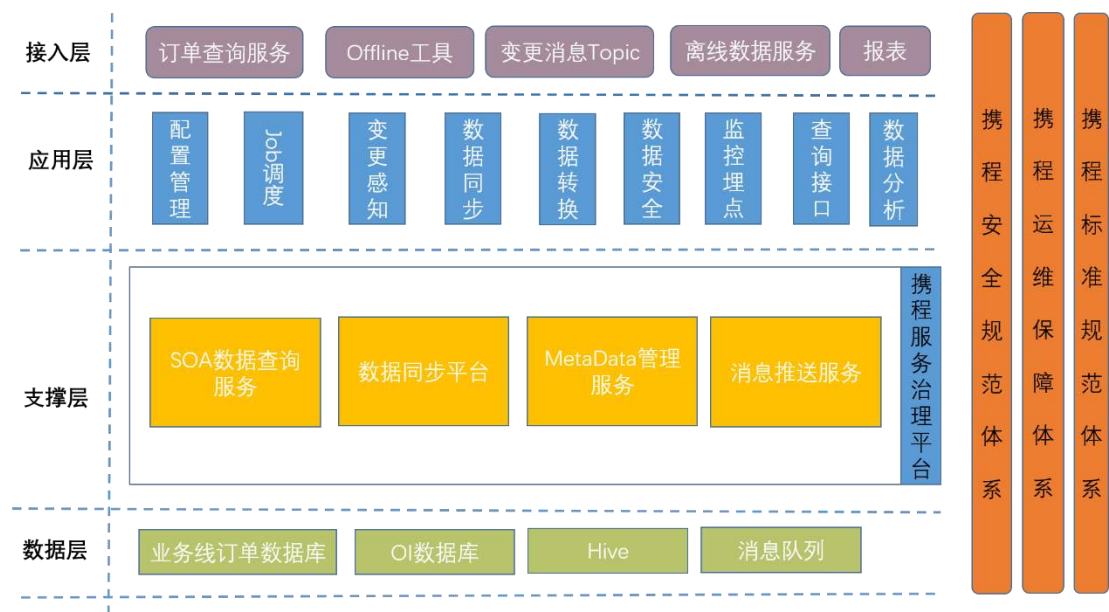 接入层
订单查询服务
Offline工具
变更消息Topic
离线数据服务
报表
应用层
配置管理
Job调度
变更感知
数据同步
数据转换
数据安全
监控埋点
查询接口
数据分析
支撑层
SOA数据查询
服务
数据同步平台
MetaData管理
服务
消息推送服务
携程服务治理平台
数据层
业务线订单数据库
OI数据库
Hive
消息队列
携程安全规范体系
携程运维保障体系
携程标准规范体系